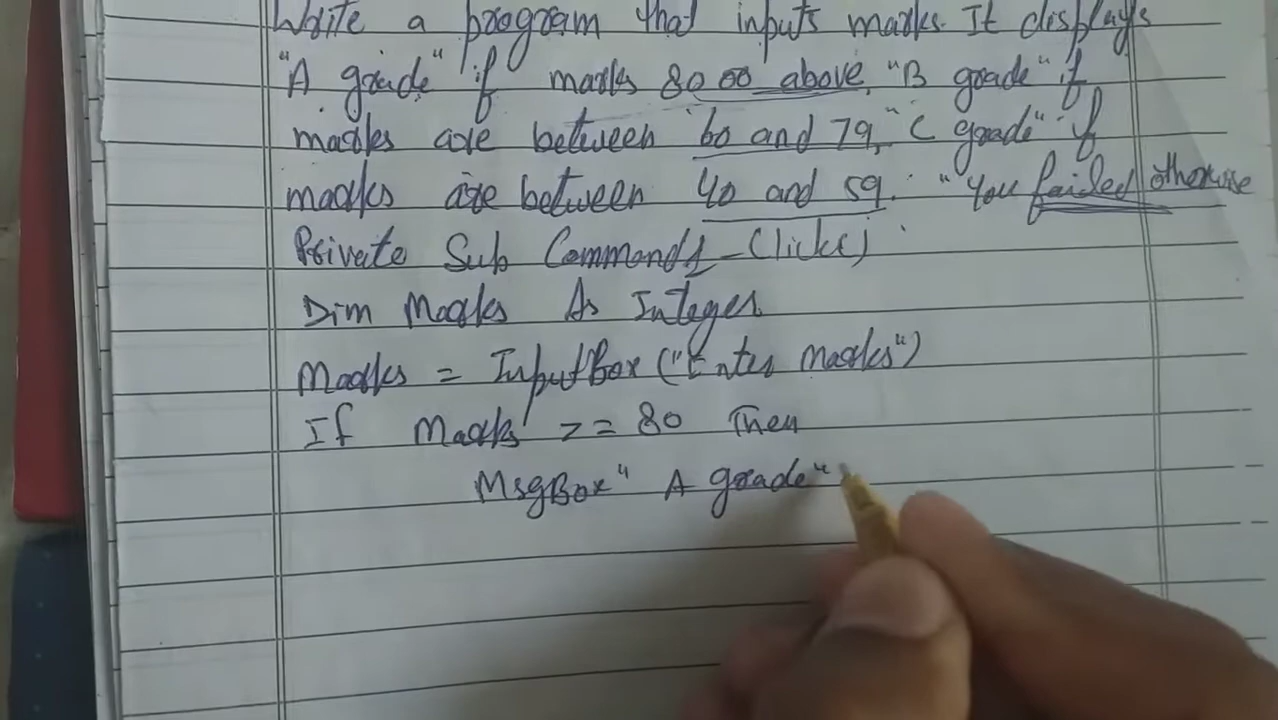 Write a program that inputs marks. It displays
"A grade" if marks 80 or above, "B grade" if
marks are between 60 and 79, "C grade" if
marks are between 40 and 59. "You failed otherwise
Private Sub Command1_Click()
Dim Marks As Integer
Marks = InputBox ("Enter marks")
If Marks >= 80 Then
MsgBox " A grade"